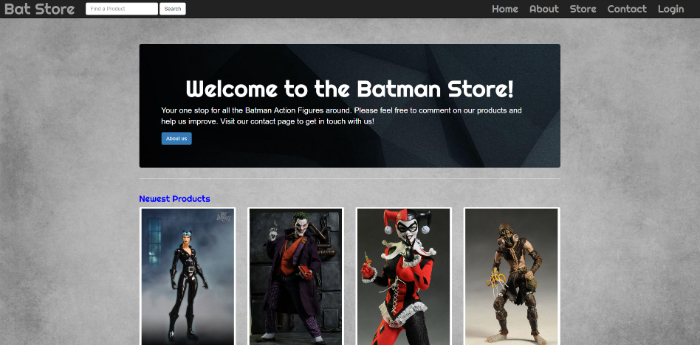 Bat Store
Find a Product
Search
Home About Store Contact Login
Welcome to the Batman Store!
Your one stop for all the Batman Action Figures around. Please feel free to comment on our products and
help us improve. Visit our contact page to get in touch with us!
About us
Newest Products